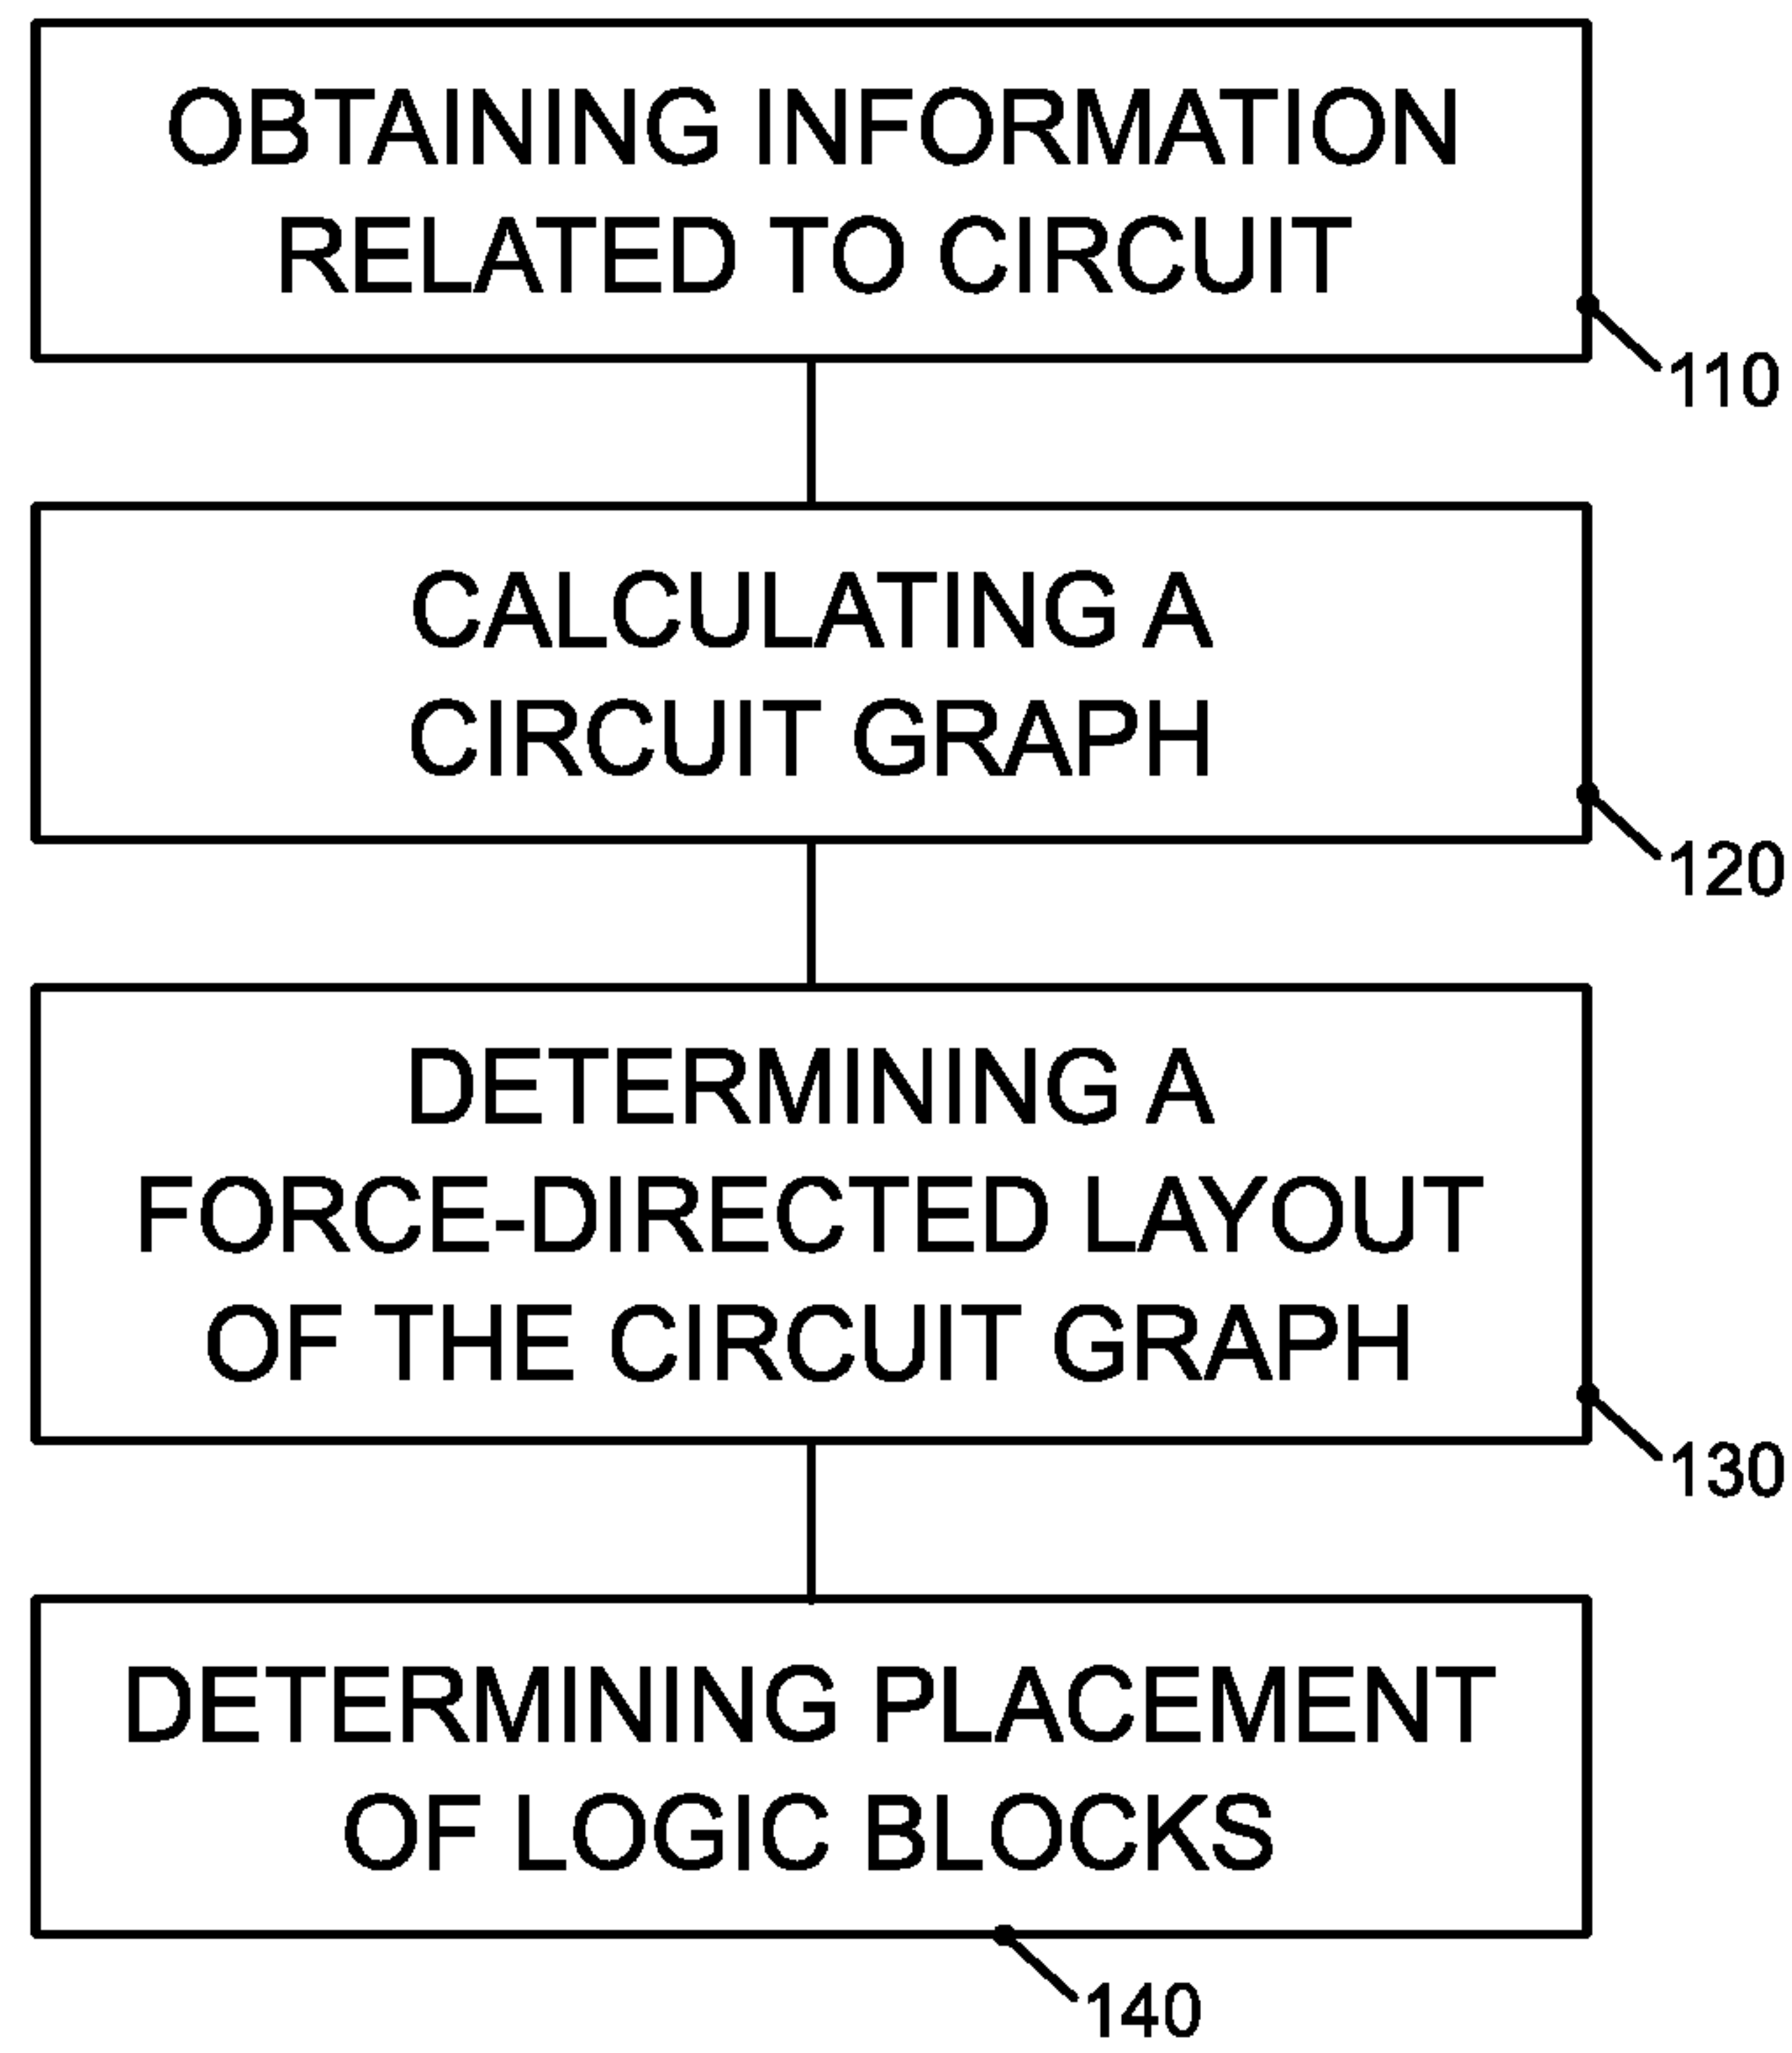 OBTAINING INFORMATION
RELATED TO CIRCUIT
110
CALCULATING A
CIRCUIT GRAPH
120
DETERMINING A
FORCE-DIRECTED LAYOUT
OF THE CIRCUIT GRAPH
130
DETERMINING PLACEMENT
OF LOGIC BLOCKS
140